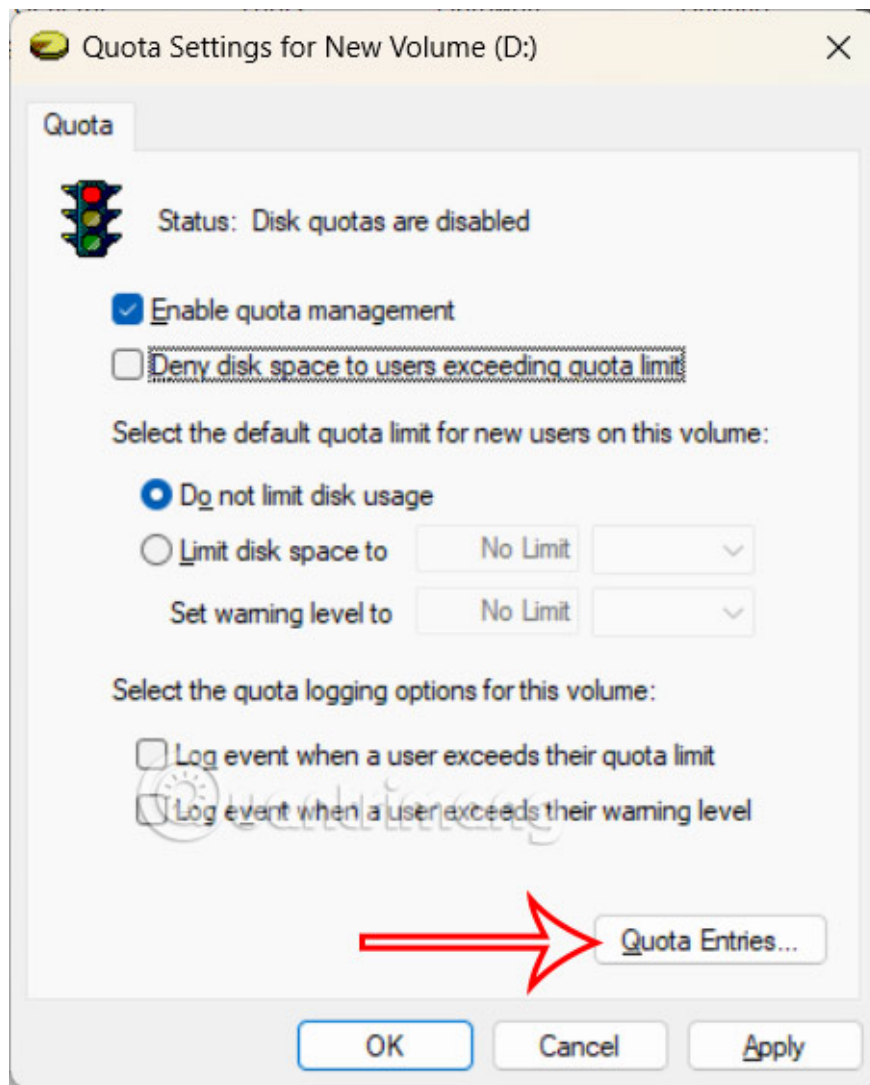 Quota Settings for New Volume (D:)
Quota
Status: Disk quotas are disabled
Enable quota management
Deny disk space to users exceeding quota limit
Select the default quota limit for new users on this volume:
Do not limit disk usage
Limit disk space to No Limit
Set warning level to No Limit
Select the quota logging options for this volume:
Log event when a user exceeds their quota limit
Log event when a user exceeds their warning level
Quantrimang
Quota Entries...
OK Cancel Apply